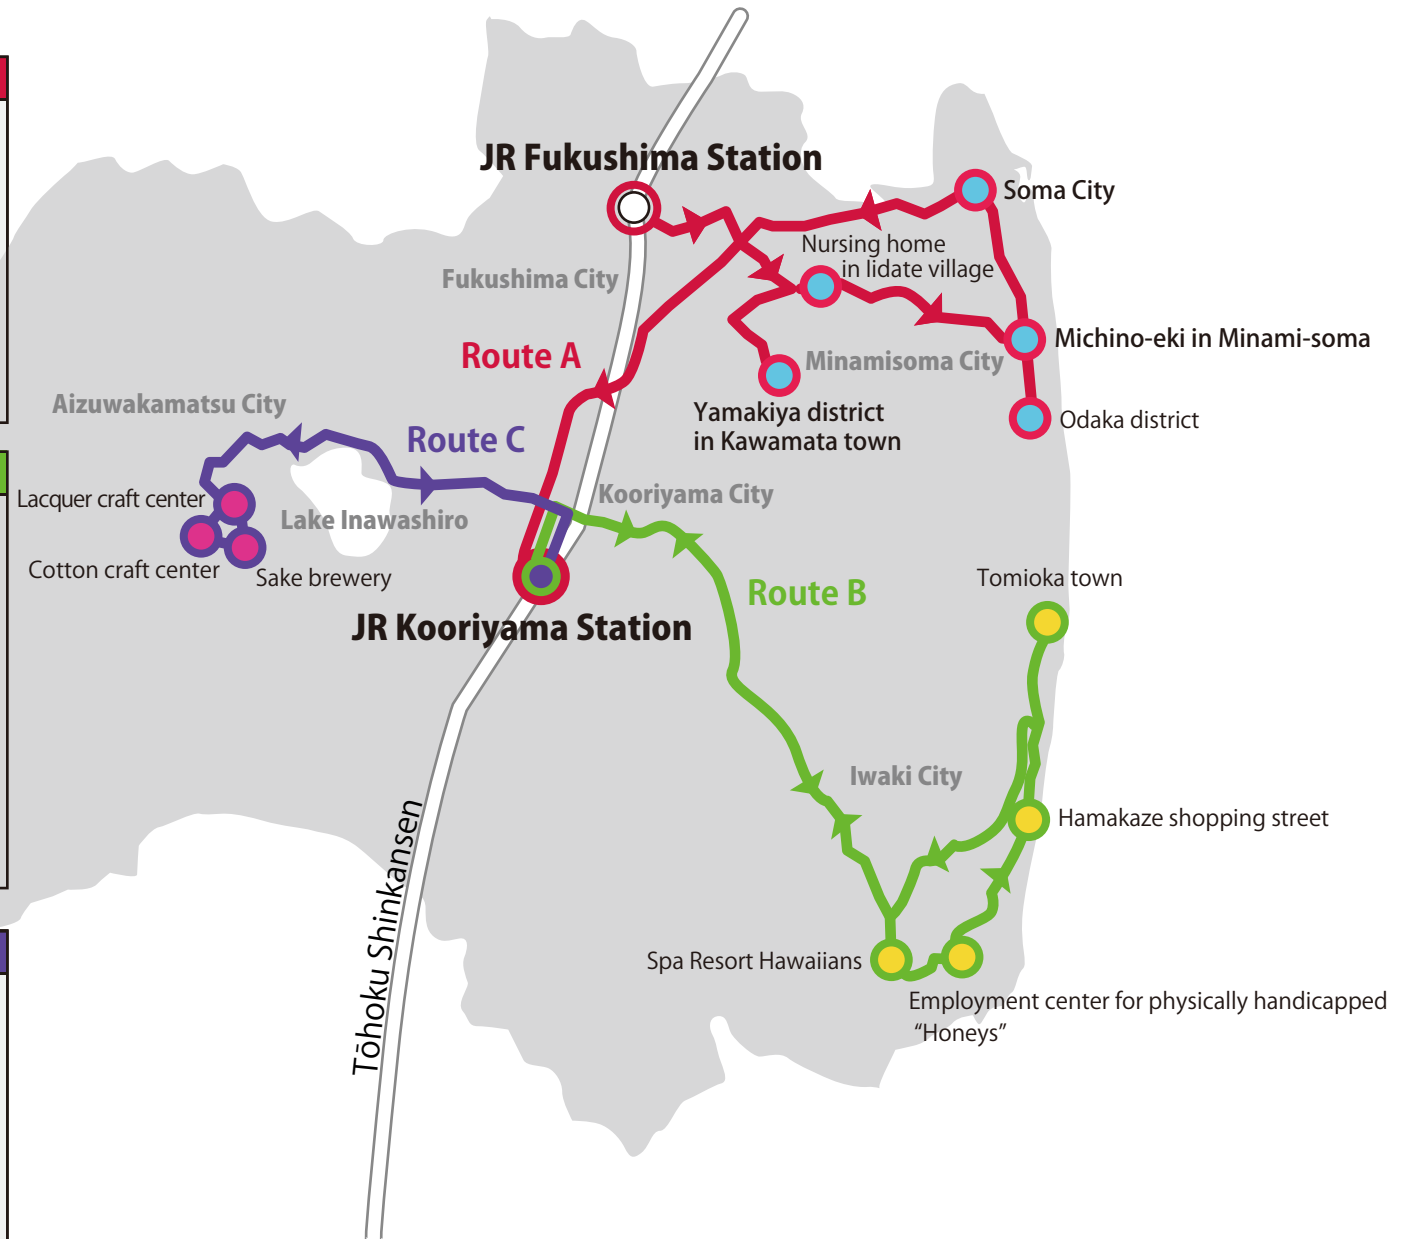 JR Fukushima Station
Soma City
Nursing home
in Iidate village
Fukushima City
Michino-eki in Minami-soma
Route A
Minamisoma City
Aizuwakamatsu City
Yamakiya district
in Kawamata town
Odaka district
Route C
Kooriyama City
Lacquer craft center
Lake Inawashiro
Cotton craft center
Sake brewery
Tomioka town
Route B
JR Kooriyama Station
Iwaki City
Hamakaze shopping street
Tōhoku Shinkansen
Spa Resort Hawaiians
Employment center for physically handicapped
“Honeys”